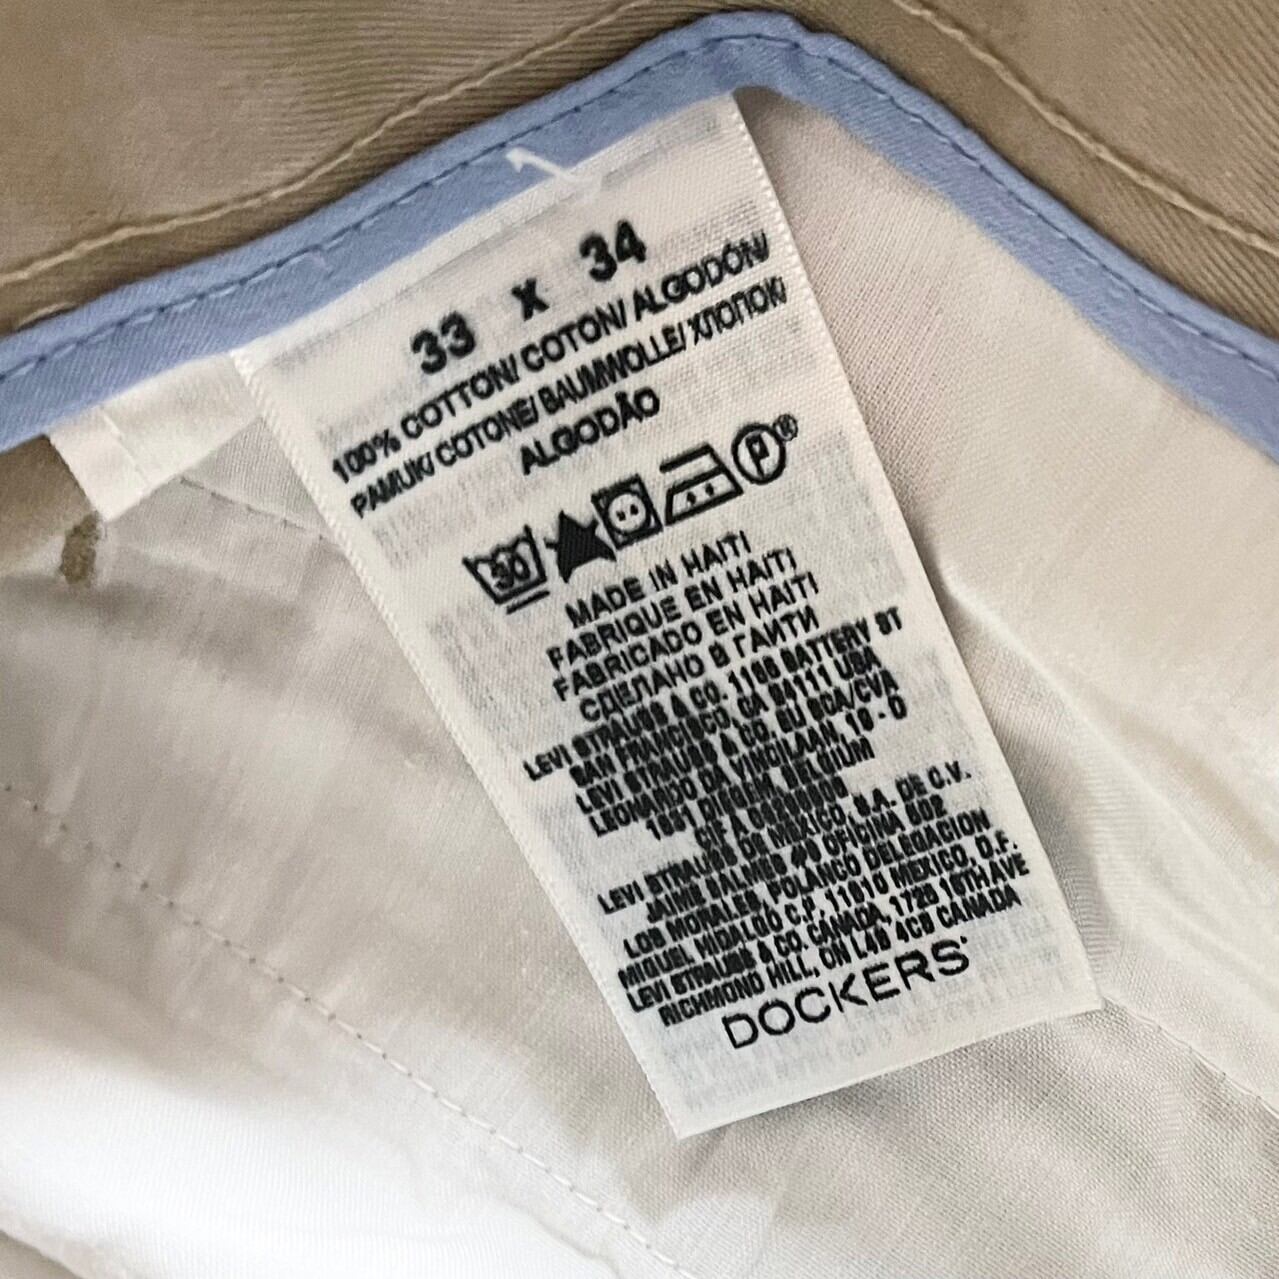 33 x 34
100% COTTON/ COTON/ ALGODÓN/
PAMUK/ COTONE/ BAUMWOLLE/ ХЛОПОК/
ALGODÃO
30 P®
MADE IN HAITI
FABRIQUE EN HAITI
FABRICADO EN HAITI
СДЕЛАНО В ГАИТИ
LEVI STRAUSS & CO. 1155 BATTERY ST
SAN FRANCISCO, CA 94111 USA
LEVI STRAUSS & CO. EU BCA/CVA
LEONARDO DA VINCILAAN, 19 - D
1831 DIEGEM, BELGIUM
CIF A
LEVI STRAUSS DE MEXICO, S.A. DE C.V.
JAIME BALMES #8 OFICINA 602
LOS MORALES, POLANCO DELEGACION
MIGUEL HIDALGO C.P. 11510 MEXICO, D.F.
LEVI STRAUSS & CO. CANADA, 1725 16TH AVE
RICHMOND HILL, ON L4B 4C6 CANADA
DOCKERS®